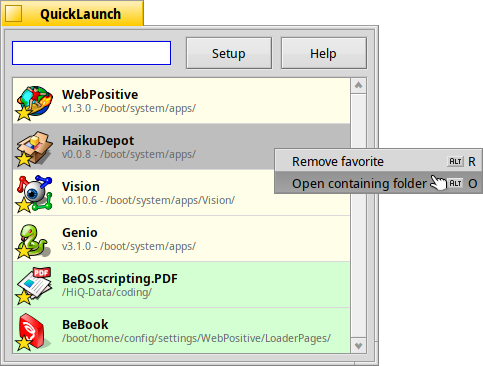 QuickLaunch
Setup
Help
WebPositive
v1.3.0 - /boot/system/apps/
HaikuDepot
v0.0.8 - /boot/system/apps/
Remove favorite ALT R
Open containing folder ALT O
Vision
v0.10.6 - /boot/system/apps/Vision/
Genio
v3.1.0 - /boot/system/apps/
PDF
BeOS.scripting.PDF
/HiQ-Data/coding/
BeBook
/boot/home/config/settings/WebPositive/LoaderPages/